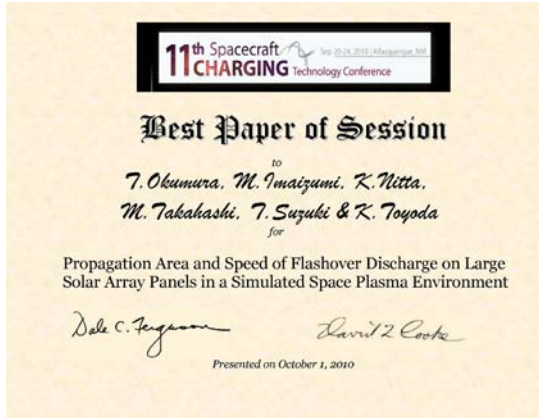 11th Spacecraft CHARGING Technology Conference
Sep 20-24, 2010 | Albuquerque, NM
Best Paper of Session
to
T. Okumura, M. Imaizumi, K. Nitta,
M. Takahashi, T. Suzuki & K. Toyoda
for
Propagation Area and Speed of Flashover Discharge on Large
Solar Array Panels in a Simulated Space Plasma Environment
Dale C. Ferguson
David L Cooke
Presented on October 1, 2010